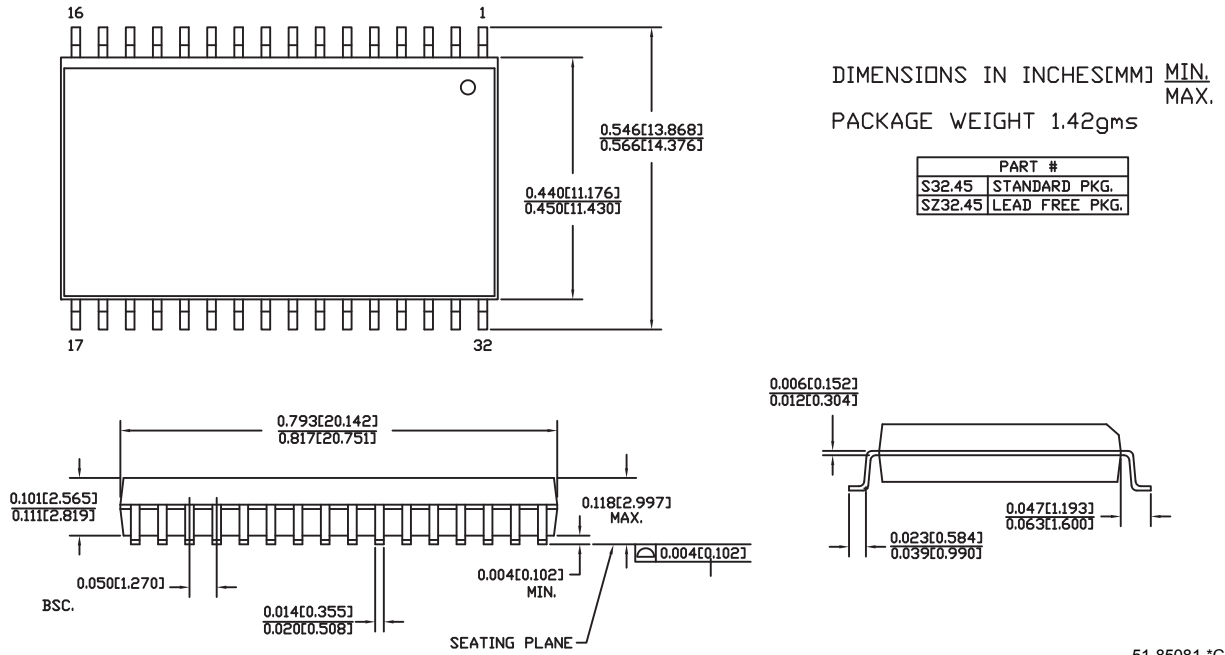 16
1
DIMENSIONS IN INCHES[MM] MIN.
MAX.
PACKAGE WEIGHT 1.42gms
PART #
S32.45 STANDARD PKG.
SZ32.45 LEAD FREE PKG.
0.546[13.868]
0.566[14.376]
0.440[11.176]
0.450[11.430]
17
32
0.793[20.142]
0.817[20.751]
0.101[2.565]
0.111[2.819]
0.118[2.997]
MAX.
0.004[0.102]
0.050[1.270]
BSC.
0.004[0.102]
MIN.
0.014[0.355]
0.020[0.508]
SEATING PLANE
0.006[0.152]
0.012[0.304]
0.047[1.193]
0.063[1.600]
0.023[0.584]
0.039[0.990]